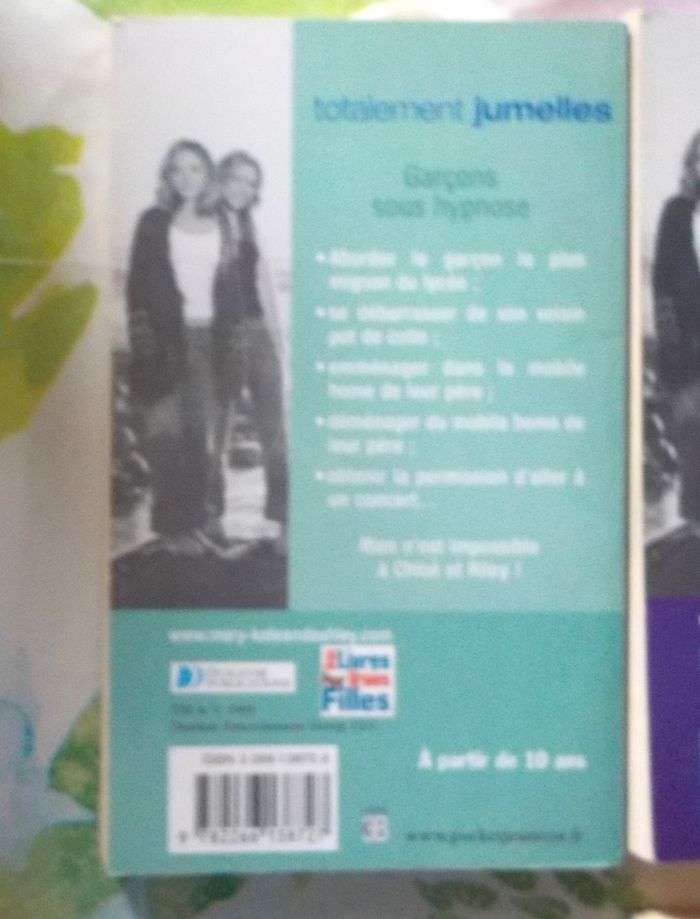 totalement jumelles
Garçons
sous hypnose
• Aborder le garçon le plus
mignon du lycée ;
• se débarrasser de son voisin
pot de colle ;
• emménager dans le mobile
home de leur père ;
• déménager du mobile home de
leur père ;
• obtenir la permission d'aller à
un concert...
Rien n'est impossible
à Chloé et Riley !
www.mary-kateandashley.com
Livres
Filles
À partir de 10 ans
www.pocketjeunesse.fr